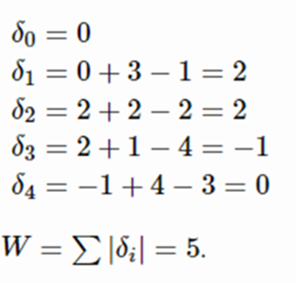 δ₀ = 0
δ₁ = 0 + 3 − 1 = 2
δ₂ = 2 + 2 − 2 = 2
δ₃ = 2 + 1 − 4 = −1
δ₄ = −1 + 4 − 3 = 0
W = ∑ |δᵢ| = 5.